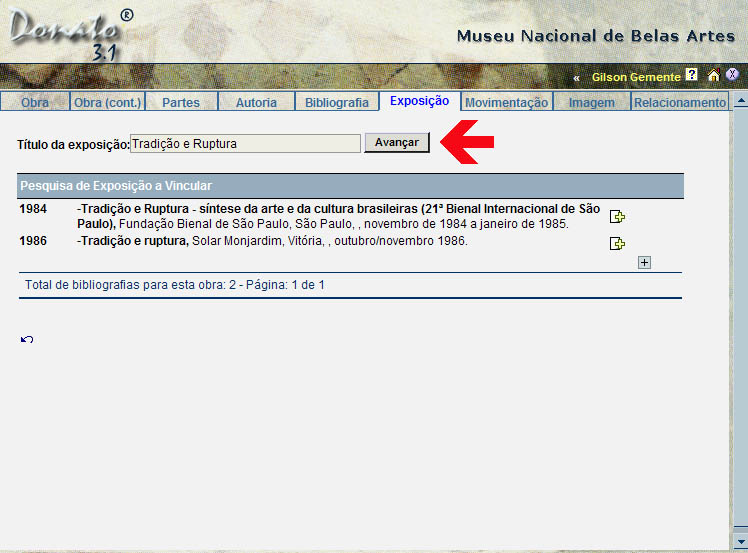 Donato®
3.1
Museu Nacional de Belas Artes
« Gilson Gemente ? X
Obra Obra (cont.) Partes Autoria Bibliografia Exposição Movimentação Imagem Relacionamento
Título da exposição: Tradição e Ruptura Avançar
Pesquisa de Exposição a Vincular
1984 -Tradição e Ruptura - síntese da arte e da cultura brasileiras (21ª Bienal Internacional de São
Paulo), Fundação Bienal de São Paulo, São Paulo, , novembro de 1984 a janeiro de 1985.
1986 -Tradição e ruptura, Solar Monjardim, Vitória, , outubro/novembro 1986.
+
Total de bibliografias para esta obra: 2 - Página: 1 de 1